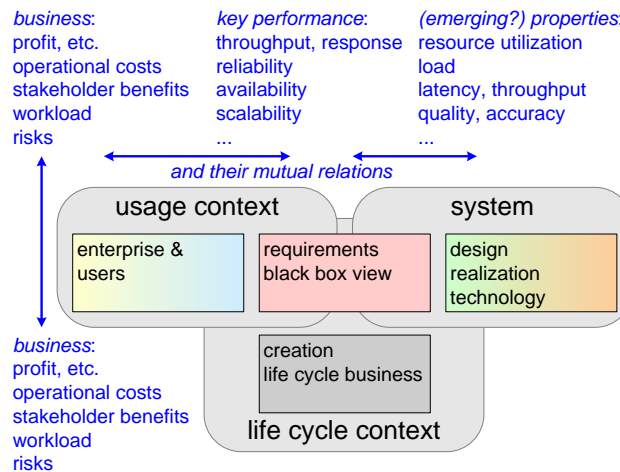 business:
profit, etc.
operational costs
stakeholder benefits
workload
risks
key performance:
throughput, response
reliability
availability
scalability
...
(emerging?) properties:
resource utilization
load
latency, throughput
quality, accuracy
...
and their mutual relations
usage context
system
enterprise &
users
requirements
black box view
design
realization
technology
creation
life cycle business
life cycle context
business:
profit, etc.
operational costs
stakeholder benefits
workload
risks